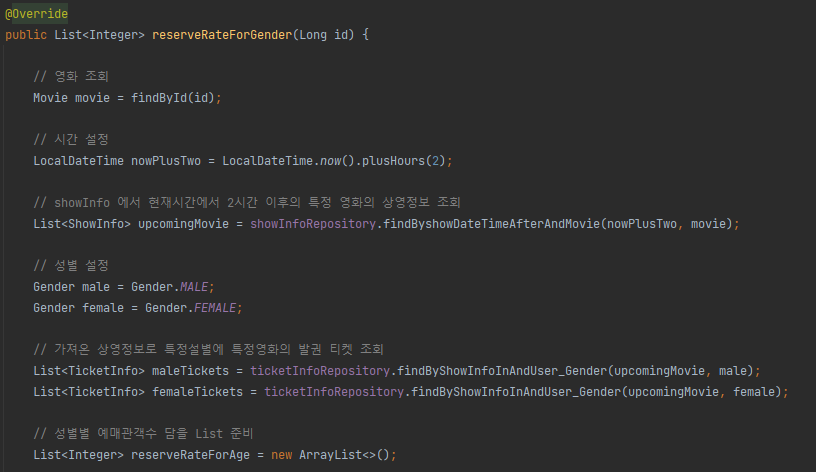 @Override
public List<Integer> reserveRateForGender(Long id) {
// 영화 조회
Movie movie = findById(id);
// 시간 설정
LocalDateTime nowPlusTwo = LocalDateTime.now().plusHours(2);
// showInfo 에서 현재시간에서 2시간 이후의 특정 영화의 상영정보 조회
List<ShowInfo> upcomingMovie = showInfoRepository.findByshowDateTimeAfterAndMovie(nowPlusTwo, movie);
// 성별 설정
Gender male = Gender.MALE;
Gender female = Gender.FEMALE;
// 가져온 상영정보로 특정설별에 특정영화의 발권 티켓 조회
List<TicketInfo> maleTickets = ticketInfoRepository.findByShowInfoInAndUser_Gender(upcomingMovie, male);
List<TicketInfo> femaleTickets = ticketInfoRepository.findByShowInfoInAndUser_Gender(upcomingMovie, female);
// 성별별 예매관객수 담을 List 준비
List<Integer> reserveRateForAge = new ArrayList<>();